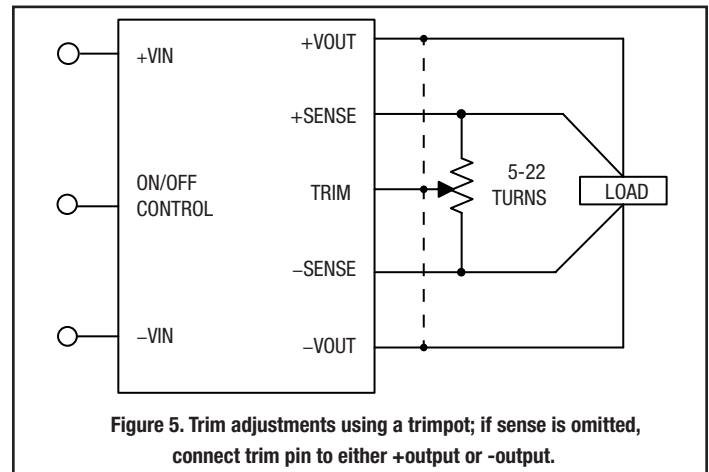 +VIN
ON/OFF
CONTROL
−VIN
+VOUT
+SENSE
TRIM
−SENSE
−VOUT
5-22
TURNS
LOAD
Figure 5. Trim adjustments using a trimpot; if sense is omitted,
connect trim pin to either +output or -output.